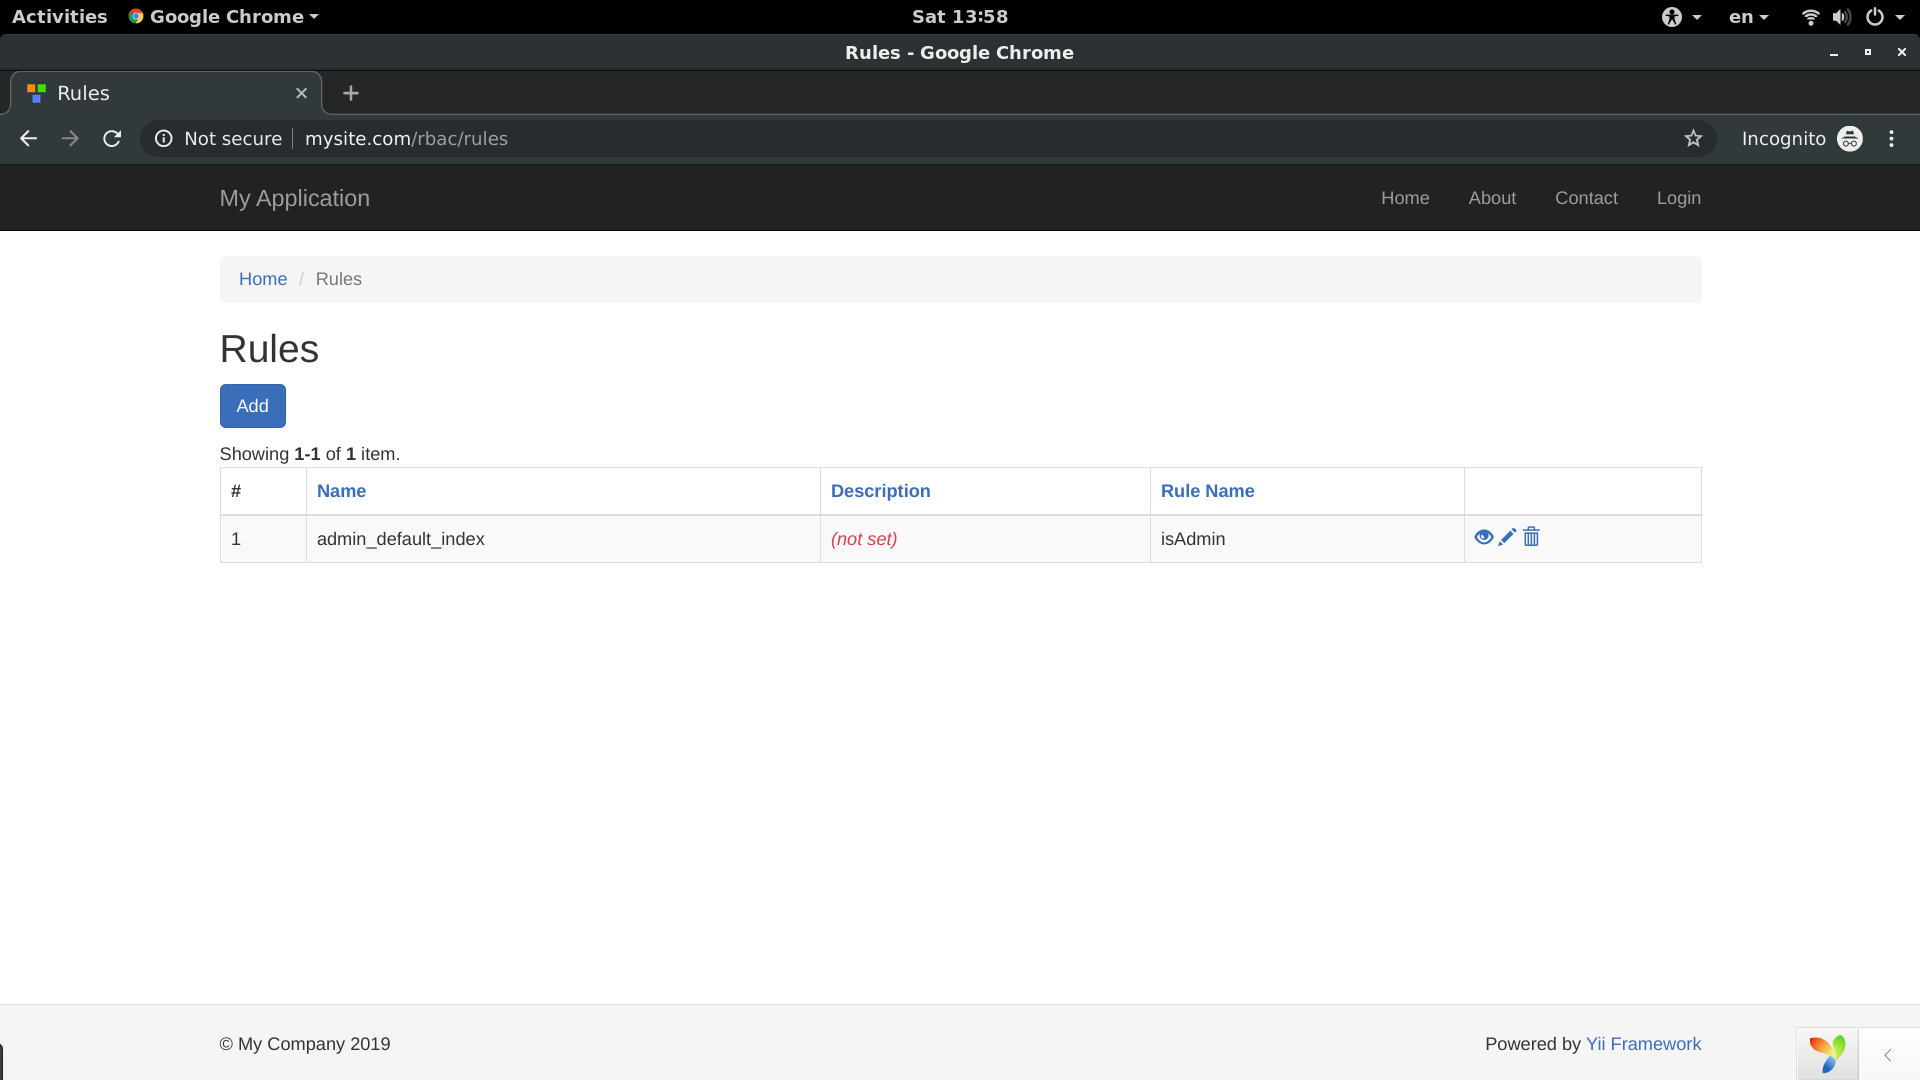 Activities Google Chrome Sat 13:58 en
Rules - Google Chrome
Rules
Not secure mysite.com/rbac/rules Incognito
My Application Home About Contact Login
Home / Rules
Rules
Add
Showing 1-1 of 1 item.
# Name Description Rule Name
1 admin_default_index (not set) isAdmin
© My Company 2019 Powered by Yii Framework